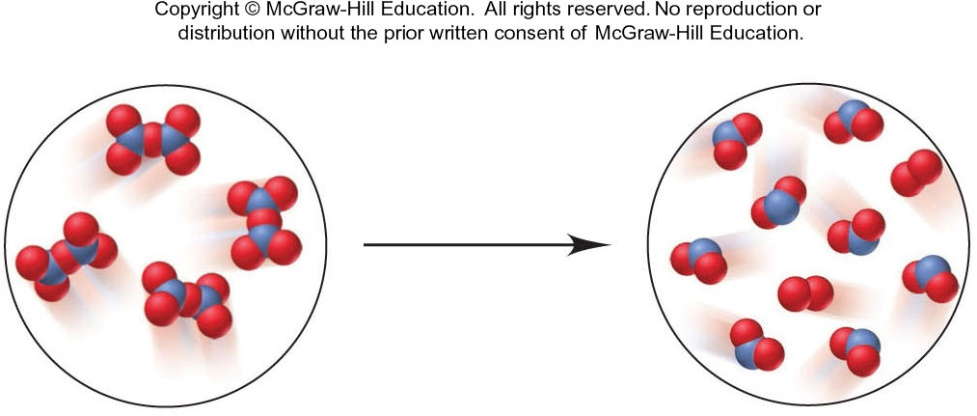 Copyright © McGraw-Hill Education. All rights reserved. No reproduction or
distribution without the prior written consent of McGraw-Hill Education.